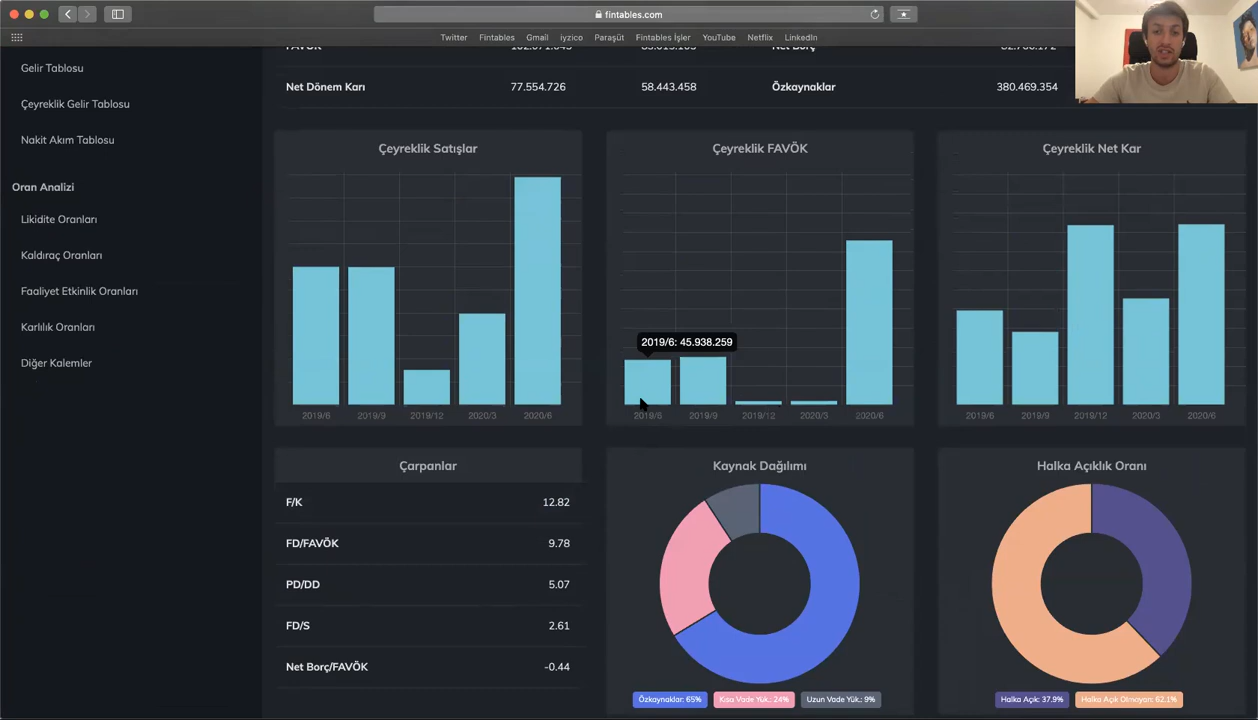 fintables.com
Twitter Fintables Gmail iyzico Paraşüt Fintables İşler YouTube Netflix LinkedIn
Gelir Tablosu
Çeyreklik Gelir Tablosu
Nakit Akım Tablosu
Oran Analizi
Likidite Oranları
Kaldıraç Oranları
Faaliyet Etkinlik Oranları
Karlılık Oranları
Diğer Kalemler
FAVÖK Net Borç
Net Dönem Karı 77.554.726 58.443.458 Özkaynaklar 380.469.354
Çeyreklik Satışlar
2019/6 2019/9 2019/12 2020/3 2020/6
Çeyreklik FAVÖK
2019/6: 45.938.259
2019/6 2019/9 2019/12 2020/3 2020/6
Çeyreklik Net Kar
2019/6 2019/9 2019/12 2020/3 2020/6
Çarpanlar
F/K 12.82
FD/FAVÖK 9.78
PD/DD 5.07
FD/S 2.61
Net Borç/FAVÖK -0.44
Kaynak Dağılımı
Özkaynaklar: 65% Kısa Vade Yük.: 24% Uzun Vade Yük.: 9%
Halka Açıklık Oranı
Halka Açık: 37.9% Halka Açık Olmayan: 62.1%